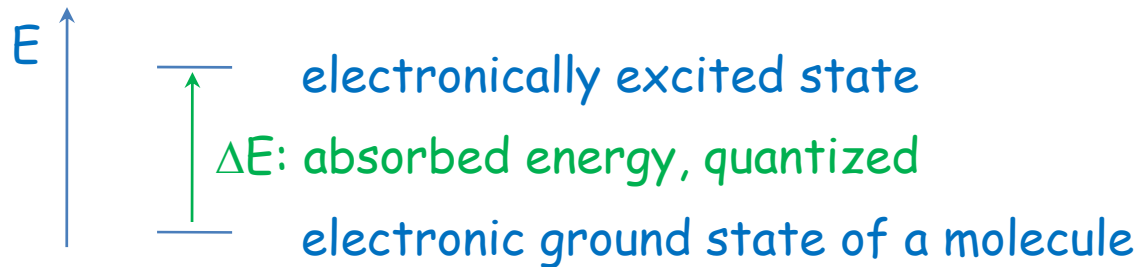 E
electronically excited state
ΔE: absorbed energy, quantized
electronic ground state of a molecule